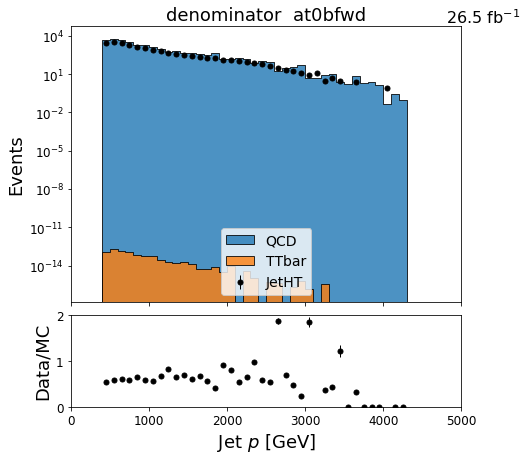 denominator at0bfwd
26.5 fb⁻¹
10⁴
10¹
10⁻²
10⁻⁵
10⁻⁸
10⁻¹¹
10⁻¹⁴
Events
QCD
TTbar
JetHT
2
1
0
Data/MC
0 1000 2000 3000 4000 5000
Jet p [GeV]